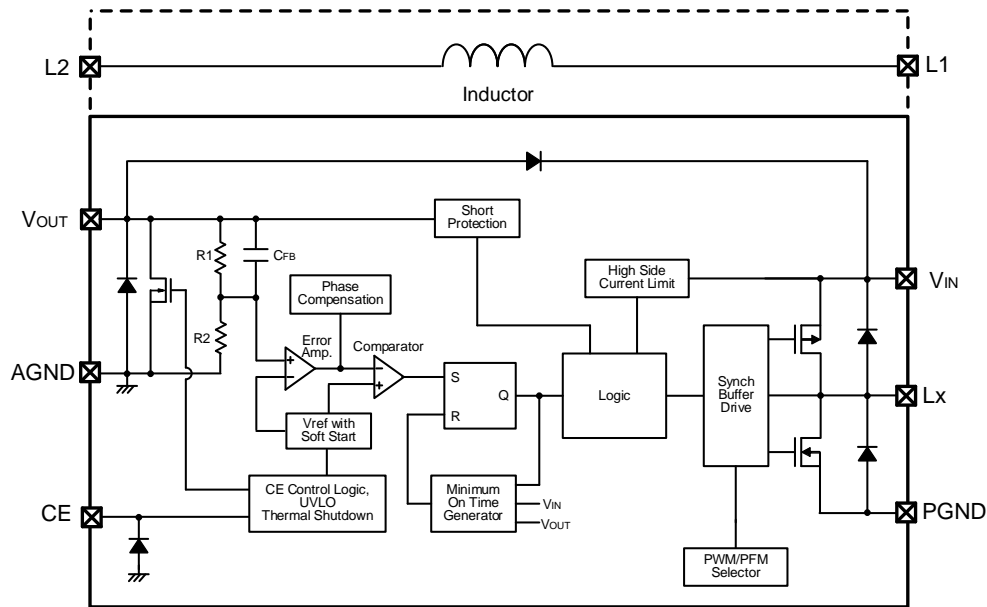 L2
L1
Inductor
VOUT
Short
Protection
R1
CFB
Phase
Compensation
High Side
Current Limit
VIN
R2
Error
Amp.
Comparator
AGND
S
Q
R
Logic
Synch
Buffer
Drive
Lx
Vref with
Soft Start
CE Control Logic,
UVLO
Thermal Shutdown
Minimum
On Time
Generator
VIN
VOUT
CE
PGND
PWM/PFM
Selector